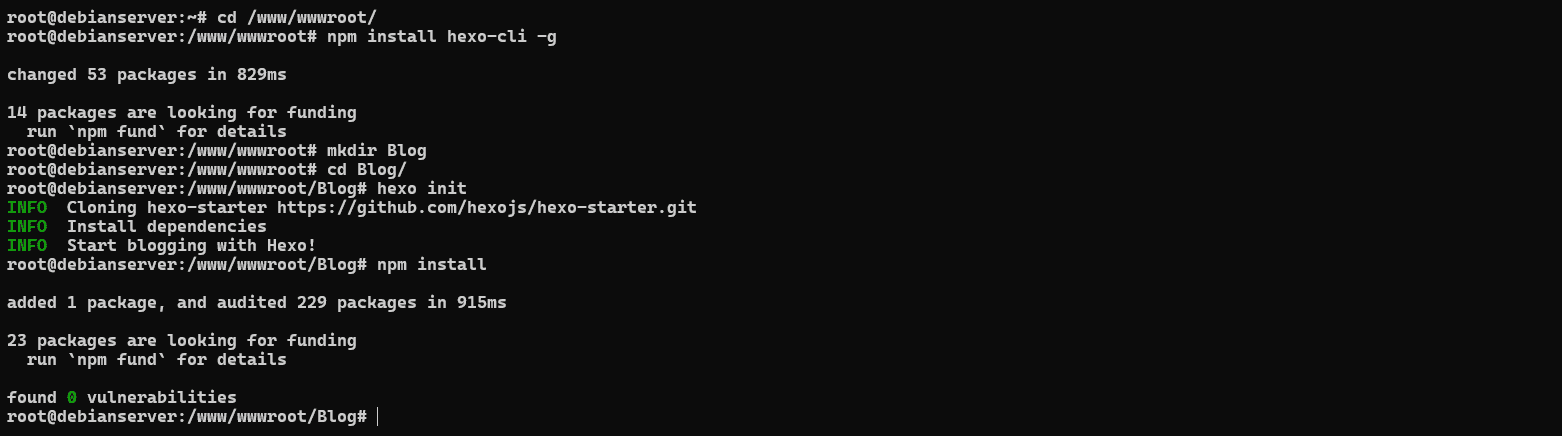 root@debianserver:~# cd /www/wwwroot/
root@debianserver:/www/wwwroot# npm install hexo-cli -g
changed 53 packages in 829ms
14 packages are looking for funding
  run `npm fund` for details
root@debianserver:/www/wwwroot# mkdir Blog
root@debianserver:/www/wwwroot# cd Blog/
root@debianserver:/www/wwwroot/Blog# hexo init
INFO  Cloning hexo-starter https://github.com/hexojs/hexo-starter.git
INFO  Install dependencies
INFO  Start blogging with Hexo!
root@debianserver:/www/wwwroot/Blog# npm install
added 1 package, and audited 229 packages in 915ms
23 packages are looking for funding
  run `npm fund` for details
found 0 vulnerabilities
root@debianserver:/www/wwwroot/Blog#